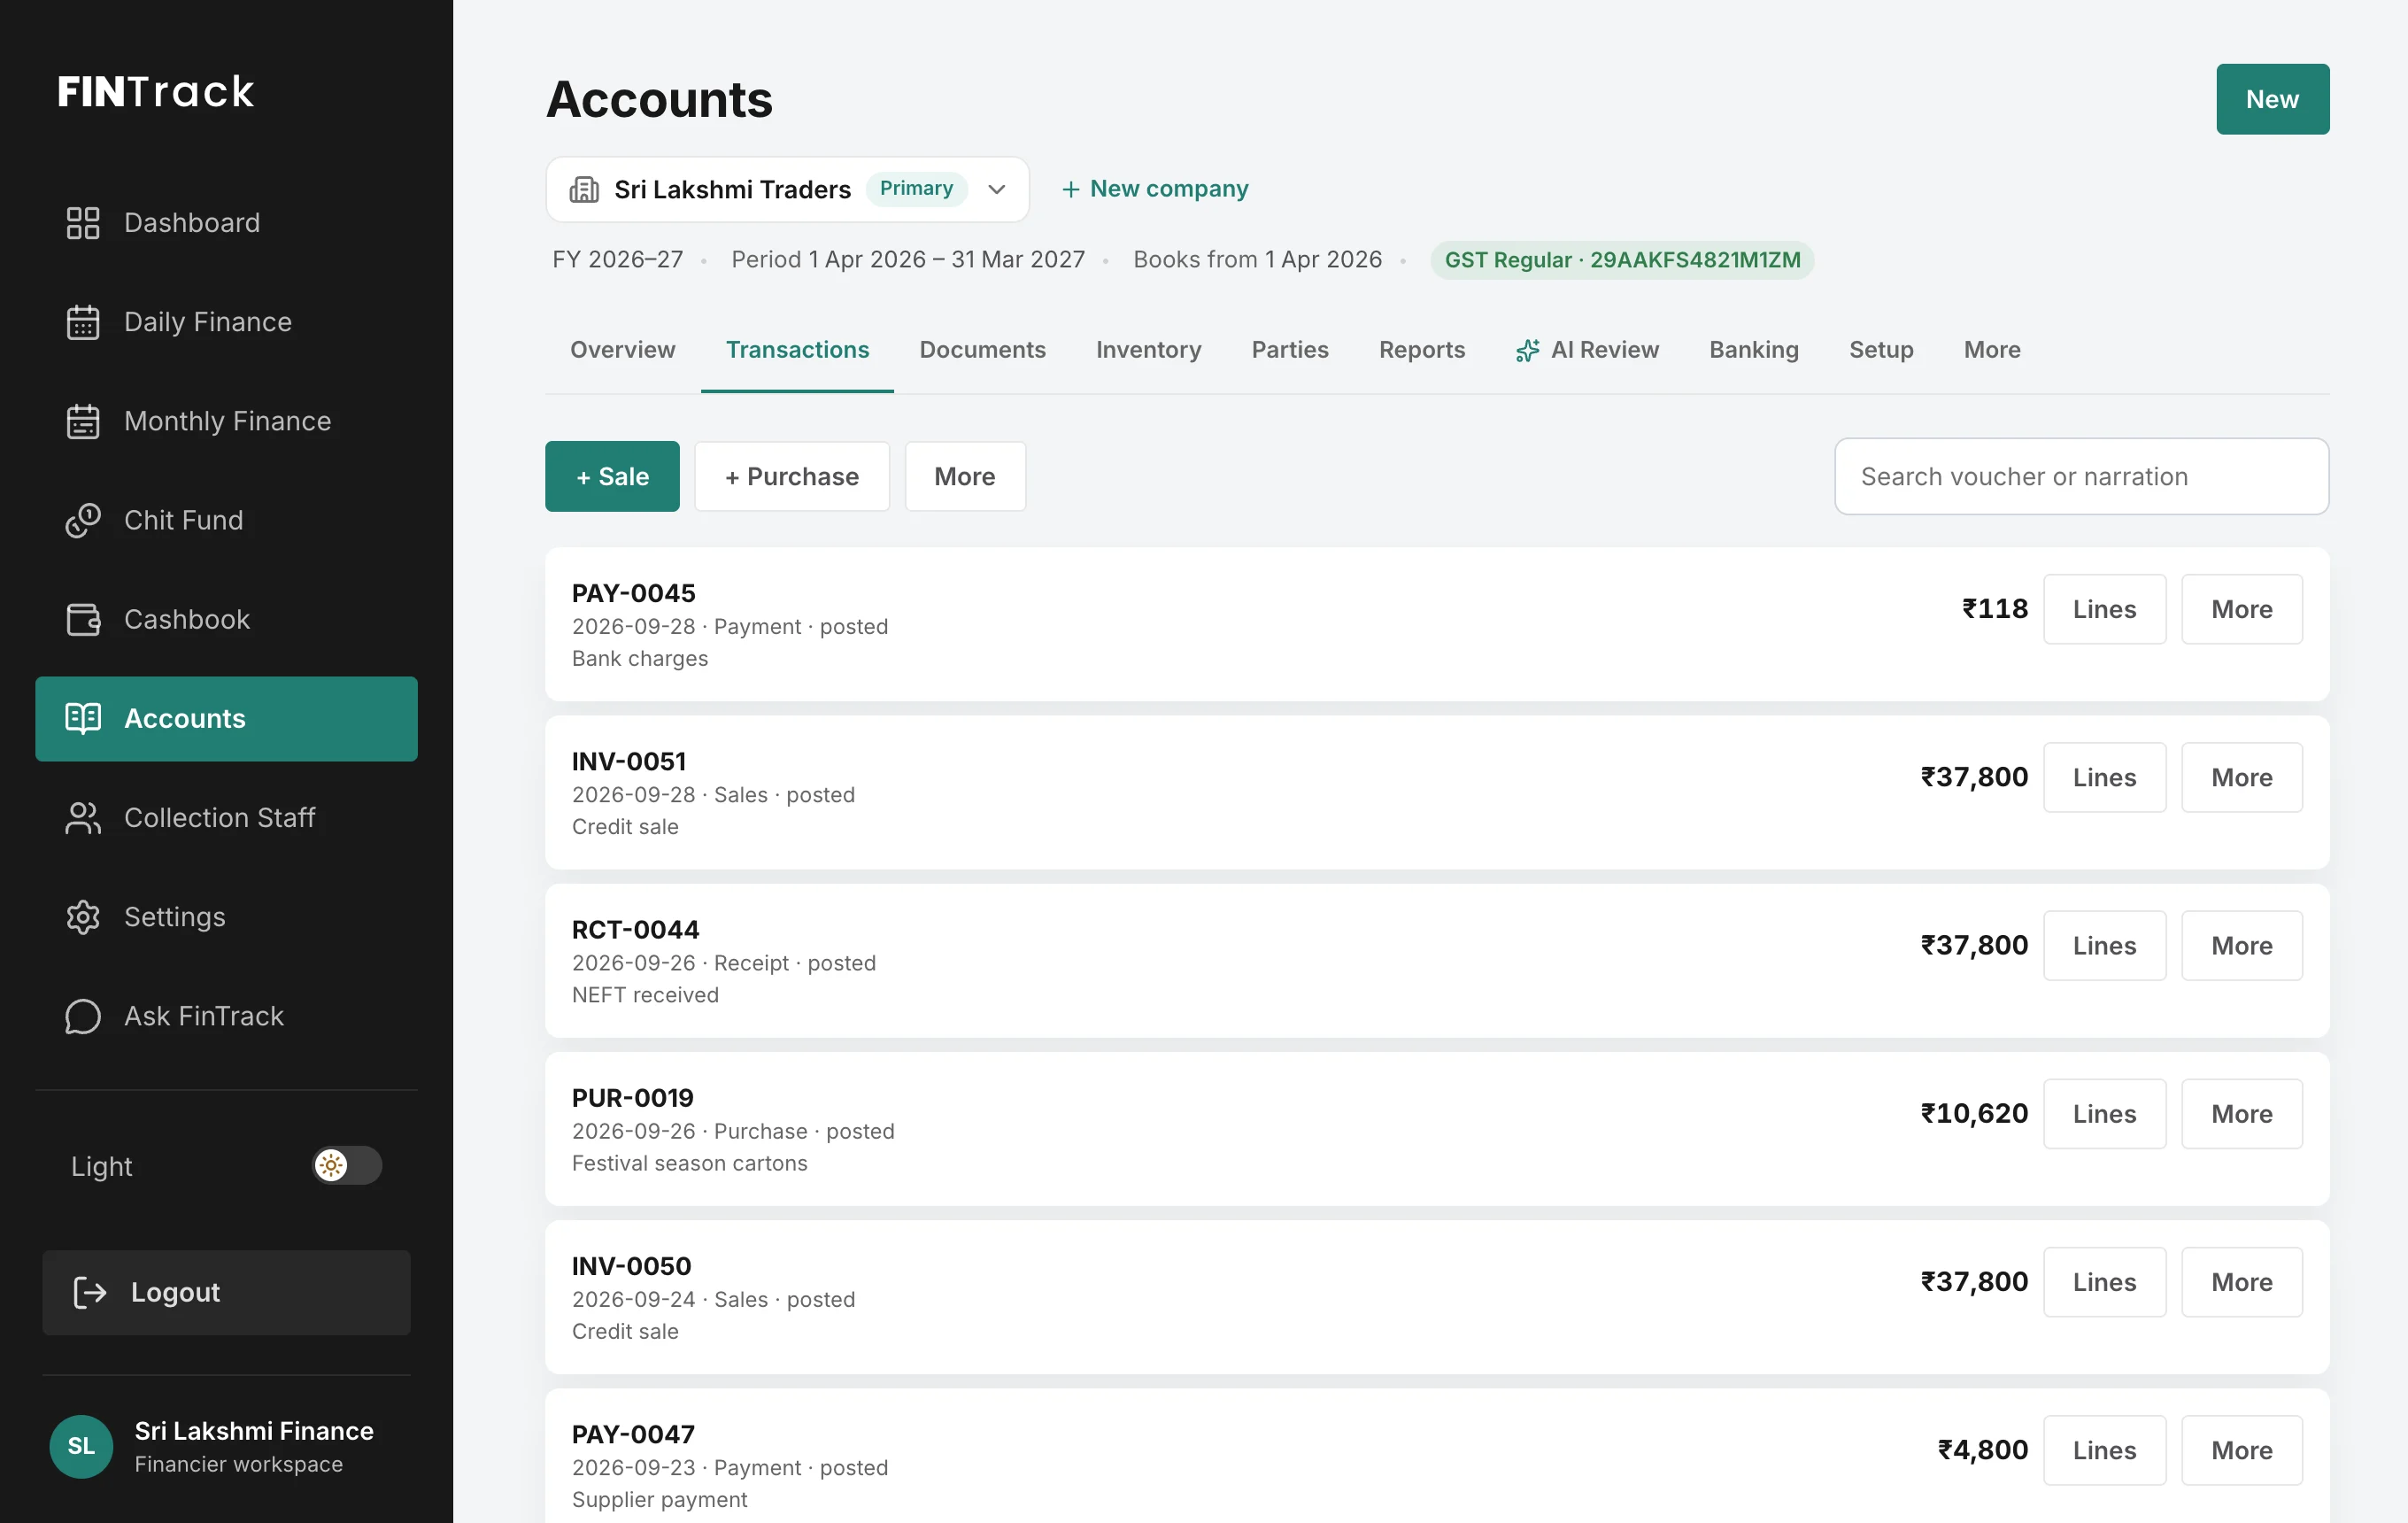 FINTrack
Dashboard
Daily Finance
Monthly Finance
Chit Fund
Cashbook
Accounts
Collection Staff
Settings
Ask FinTrack
Light
Logout
SL
Sri Lakshmi Finance
Financier workspace
Accounts
New
Sri Lakshmi Traders Primary
+ New company
FY 2026–27 • Period 1 Apr 2026 – 31 Mar 2027 • Books from 1 Apr 2026 • GST Regular · 29AAKFS4821M1ZM
Overview Transactions Documents Inventory Parties Reports AI Review Banking Setup More
+ Sale + Purchase More
Search voucher or narration
PAY-0045
2026-09-28 · Payment · posted
Bank charges
₹118 Lines More
INV-0051
2026-09-28 · Sales · posted
Credit sale
₹37,800 Lines More
RCT-0044
2026-09-26 · Receipt · posted
NEFT received
₹37,800 Lines More
PUR-0019
2026-09-26 · Purchase · posted
Festival season cartons
₹10,620 Lines More
INV-0050
2026-09-24 · Sales · posted
Credit sale
₹37,800 Lines More
PAY-0047
2026-09-23 · Payment · posted
Supplier payment
₹4,800 Lines More